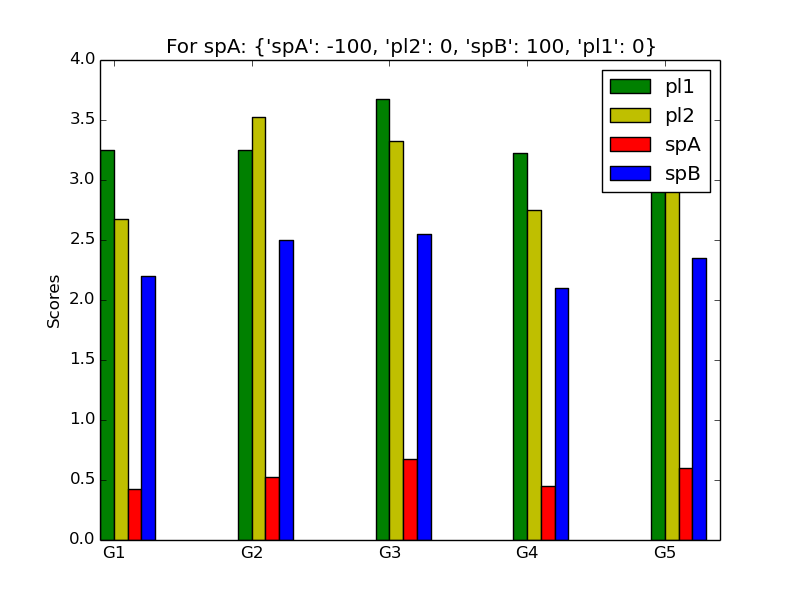 For spA: {'spA': -100, 'pl2': 0, 'spB': 100, 'pl1': 0}
4.0
3.5
3.0
2.5
2.0
1.5
1.0
0.5
0.0
Scores
pl1
pl2
spA
spB
G1 G2 G3 G4 G5